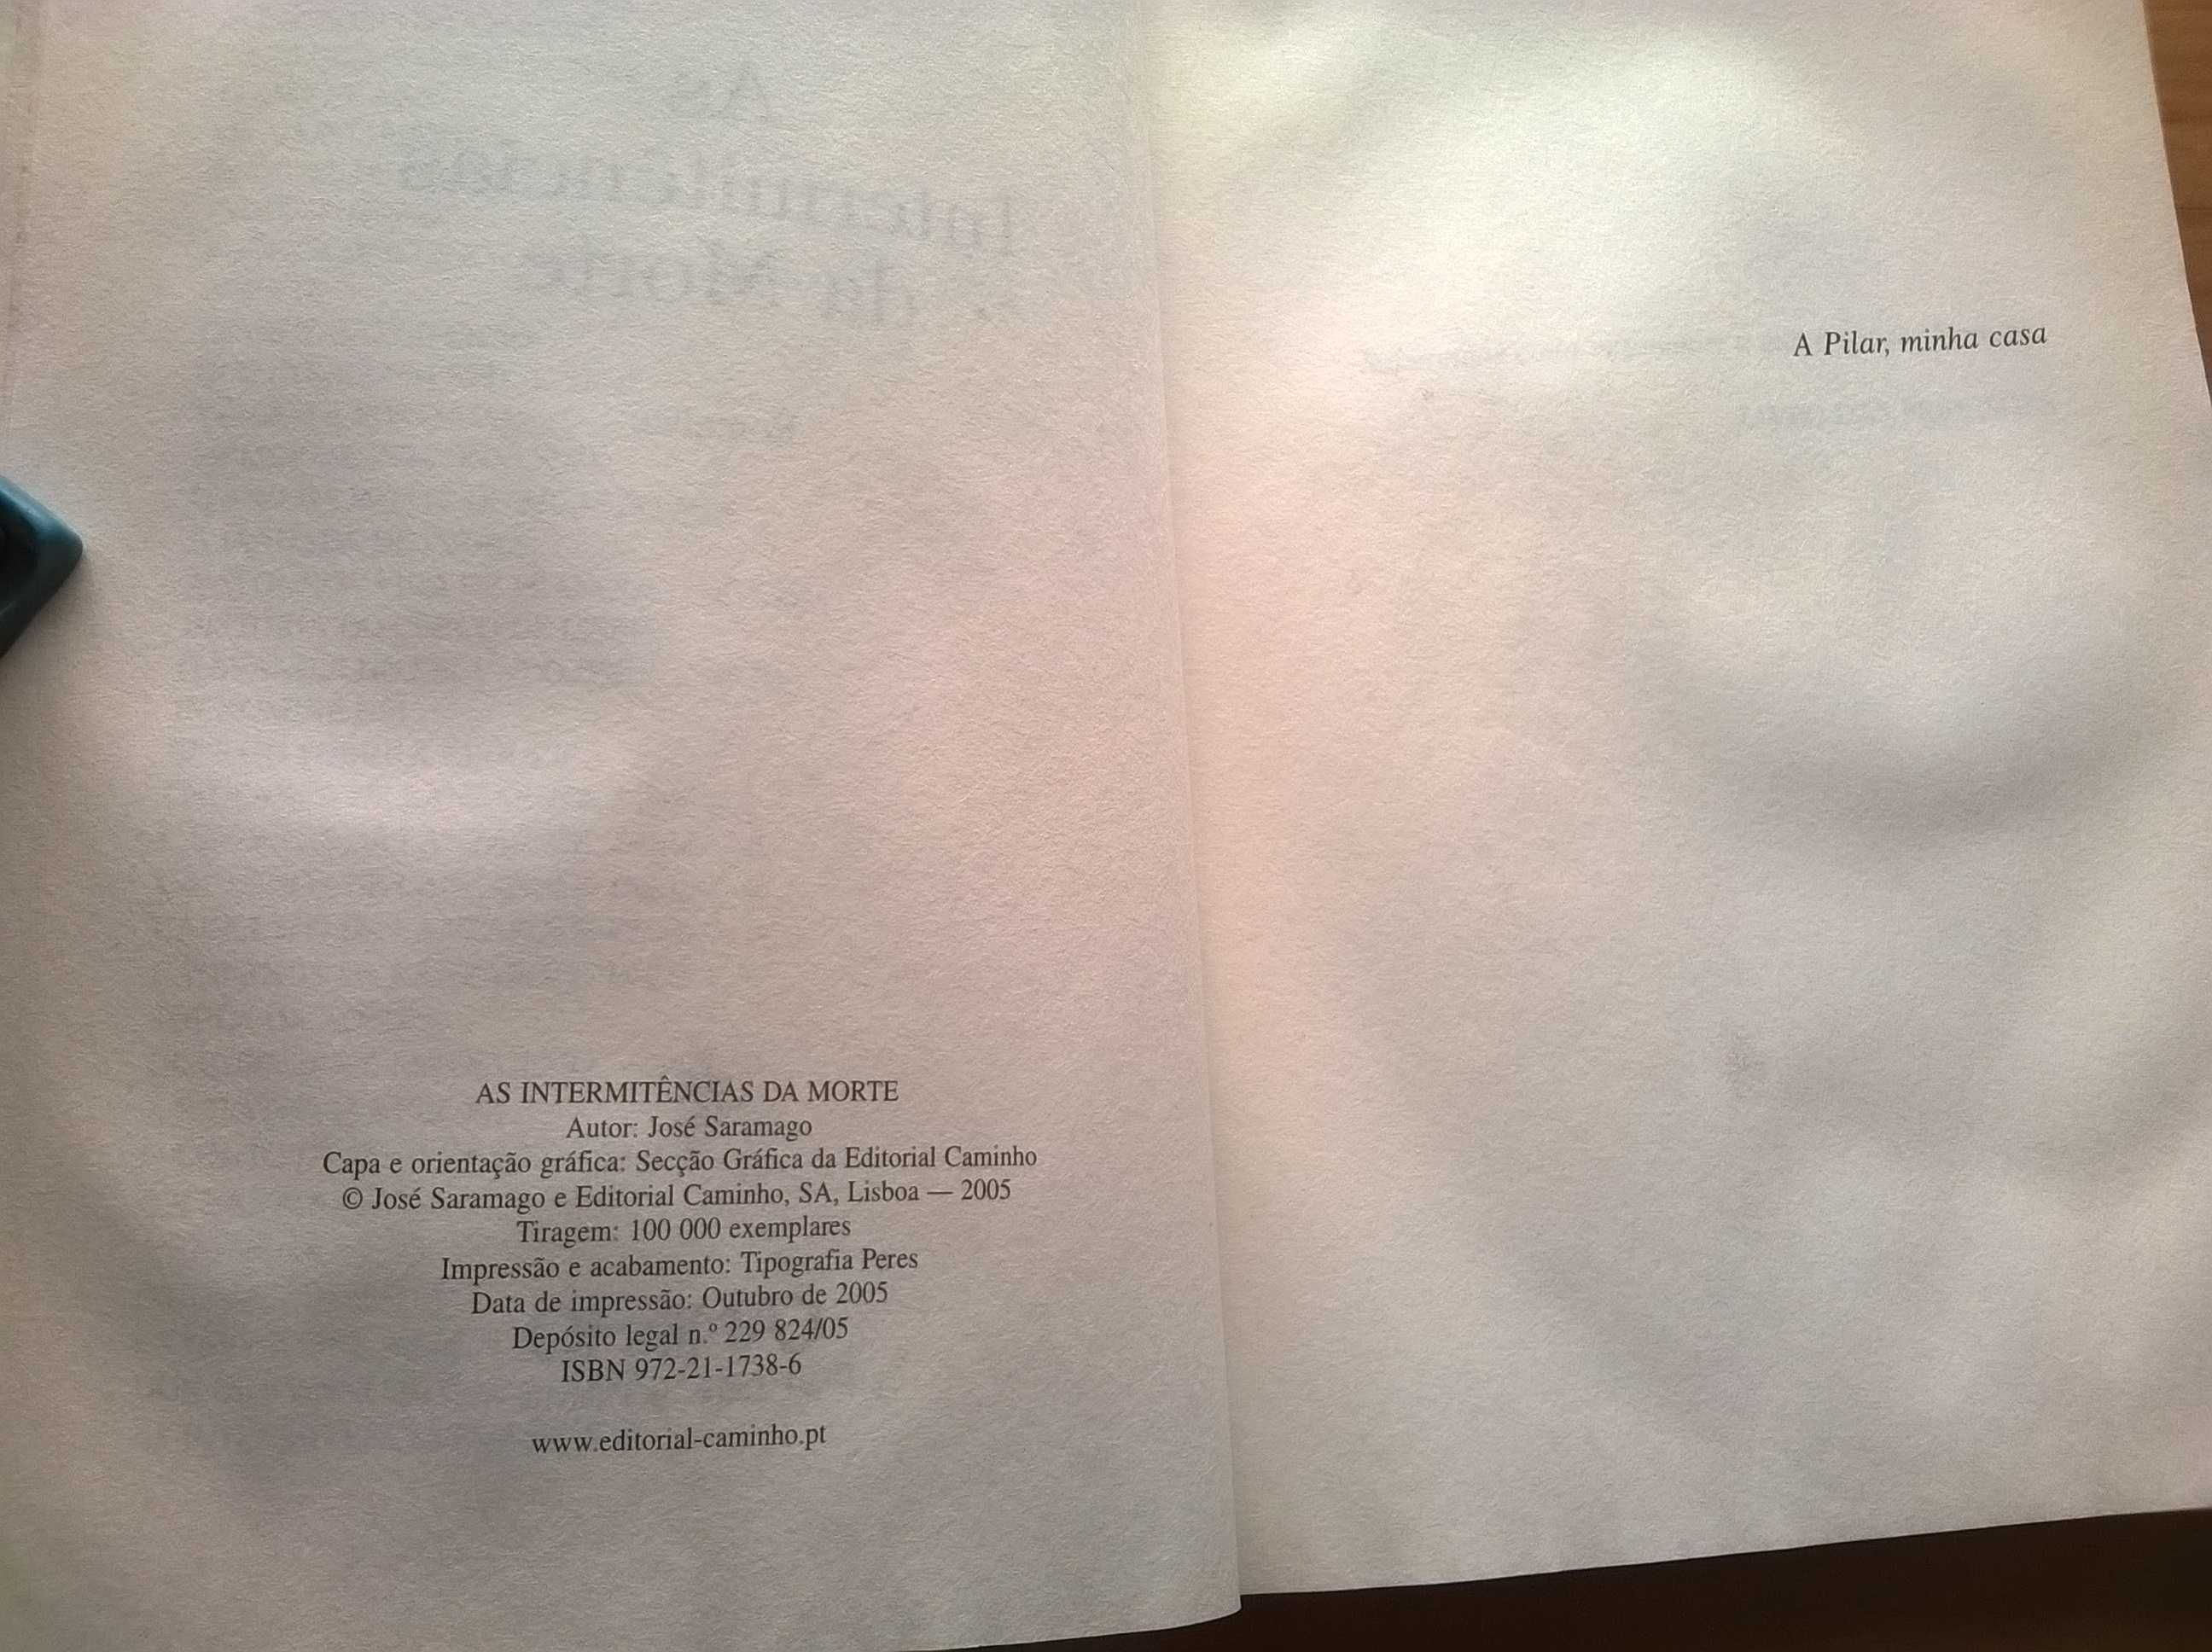 AS INTERMITÊNCIAS DA MORTE
Autor: José Saramago
Capa e orientação gráfica: Secção Gráfica da Editorial Caminho
© José Saramago e Editorial Caminho, SA, Lisboa — 2005
Tiragem: 100 000 exemplares
Impressão e acabamento: Tipografia Peres
Data de impressão: Outubro de 2005
Depósito legal n.º 229 824/05
ISBN 972-21-1738-6
www.editorial-caminho.pt
A Pilar, minha casa